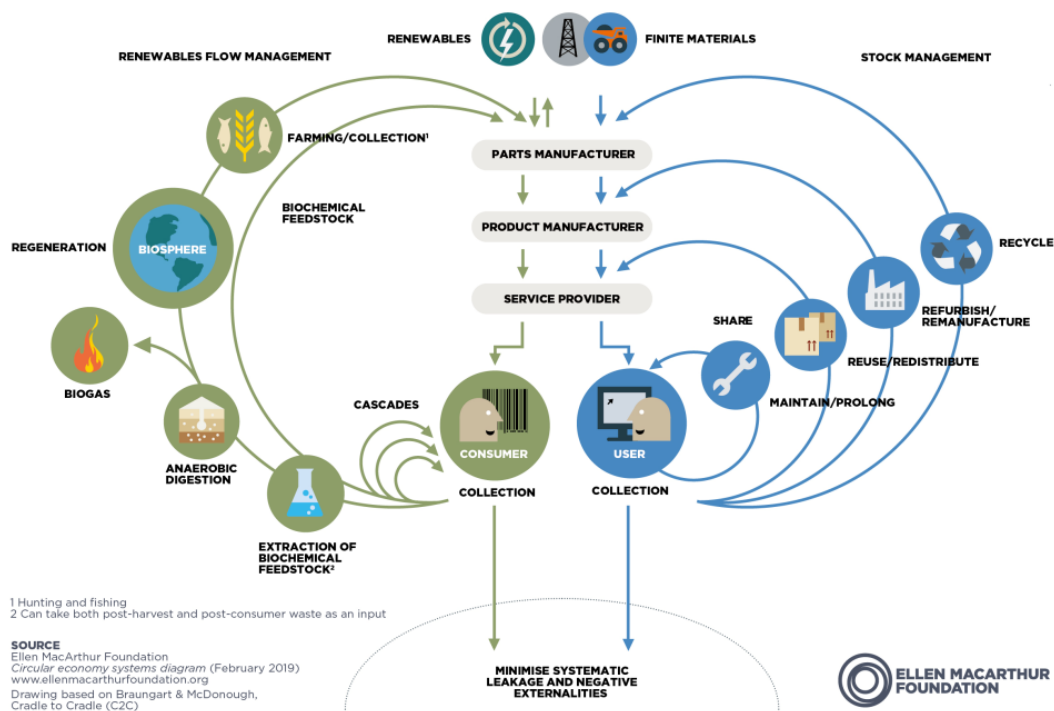 RENEWABLES
FINITE MATERIALS
RENEWABLES FLOW MANAGEMENT
STOCK MANAGEMENT
FARMING/COLLECTION¹
PARTS MANUFACTURER
BIOCHEMICAL
FEEDSTOCK
PRODUCT MANUFACTURER
REGENERATION
BIOSPHERE
RECYCLE
SERVICE PROVIDER
SHARE
REFURBISH/
REMANUFACTURE
REUSE/REDISTRIBUTE
BIOGAS
MAINTAIN/PROLONG
CASCADES
CONSUMER
USER
ANAEROBIC
DIGESTION
COLLECTION
COLLECTION
EXTRACTION OF
BIOCHEMICAL
FEEDSTOCK²
1 Hunting and fishing
2 Can take both post-harvest and post-consumer waste as an input
SOURCE
Ellen MacArthur Foundation
Circular economy systems diagram (February 2019)
www.ellenmacarthurfoundation.org
Drawing based on Braungart & McDonough,
Cradle to Cradle (C2C)
MINIMISE SYSTEMATIC
LEAKAGE AND NEGATIVE
EXTERNALITIES
ELLEN MACARTHUR
FOUNDATION